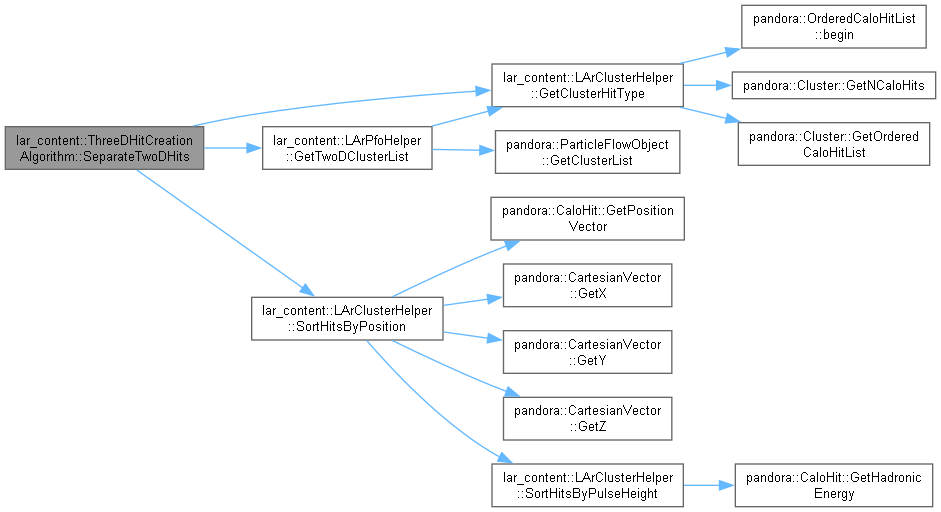 lar_content::ThreeDHitCreation
Algorithm::SeparateTwoDHits
lar_content::LArClusterHelper
::GetClusterHitType
pandora::OrderedCaloHitList
::begin
pandora::Cluster::GetNCaloHits
pandora::Cluster::GetOrdered
CaloHitList
lar_content::LArPfoHelper
::GetTwoDClusterList
pandora::ParticleFlowObject
::GetClusterList
lar_content::LArClusterHelper
::SortHitsByPosition
pandora::CaloHit::GetPosition
Vector
pandora::CartesianVector
::GetX
pandora::CartesianVector
::GetY
pandora::CartesianVector
::GetZ
lar_content::LArClusterHelper
::SortHitsByPulseHeight
pandora::CaloHit::GetHadronic
Energy